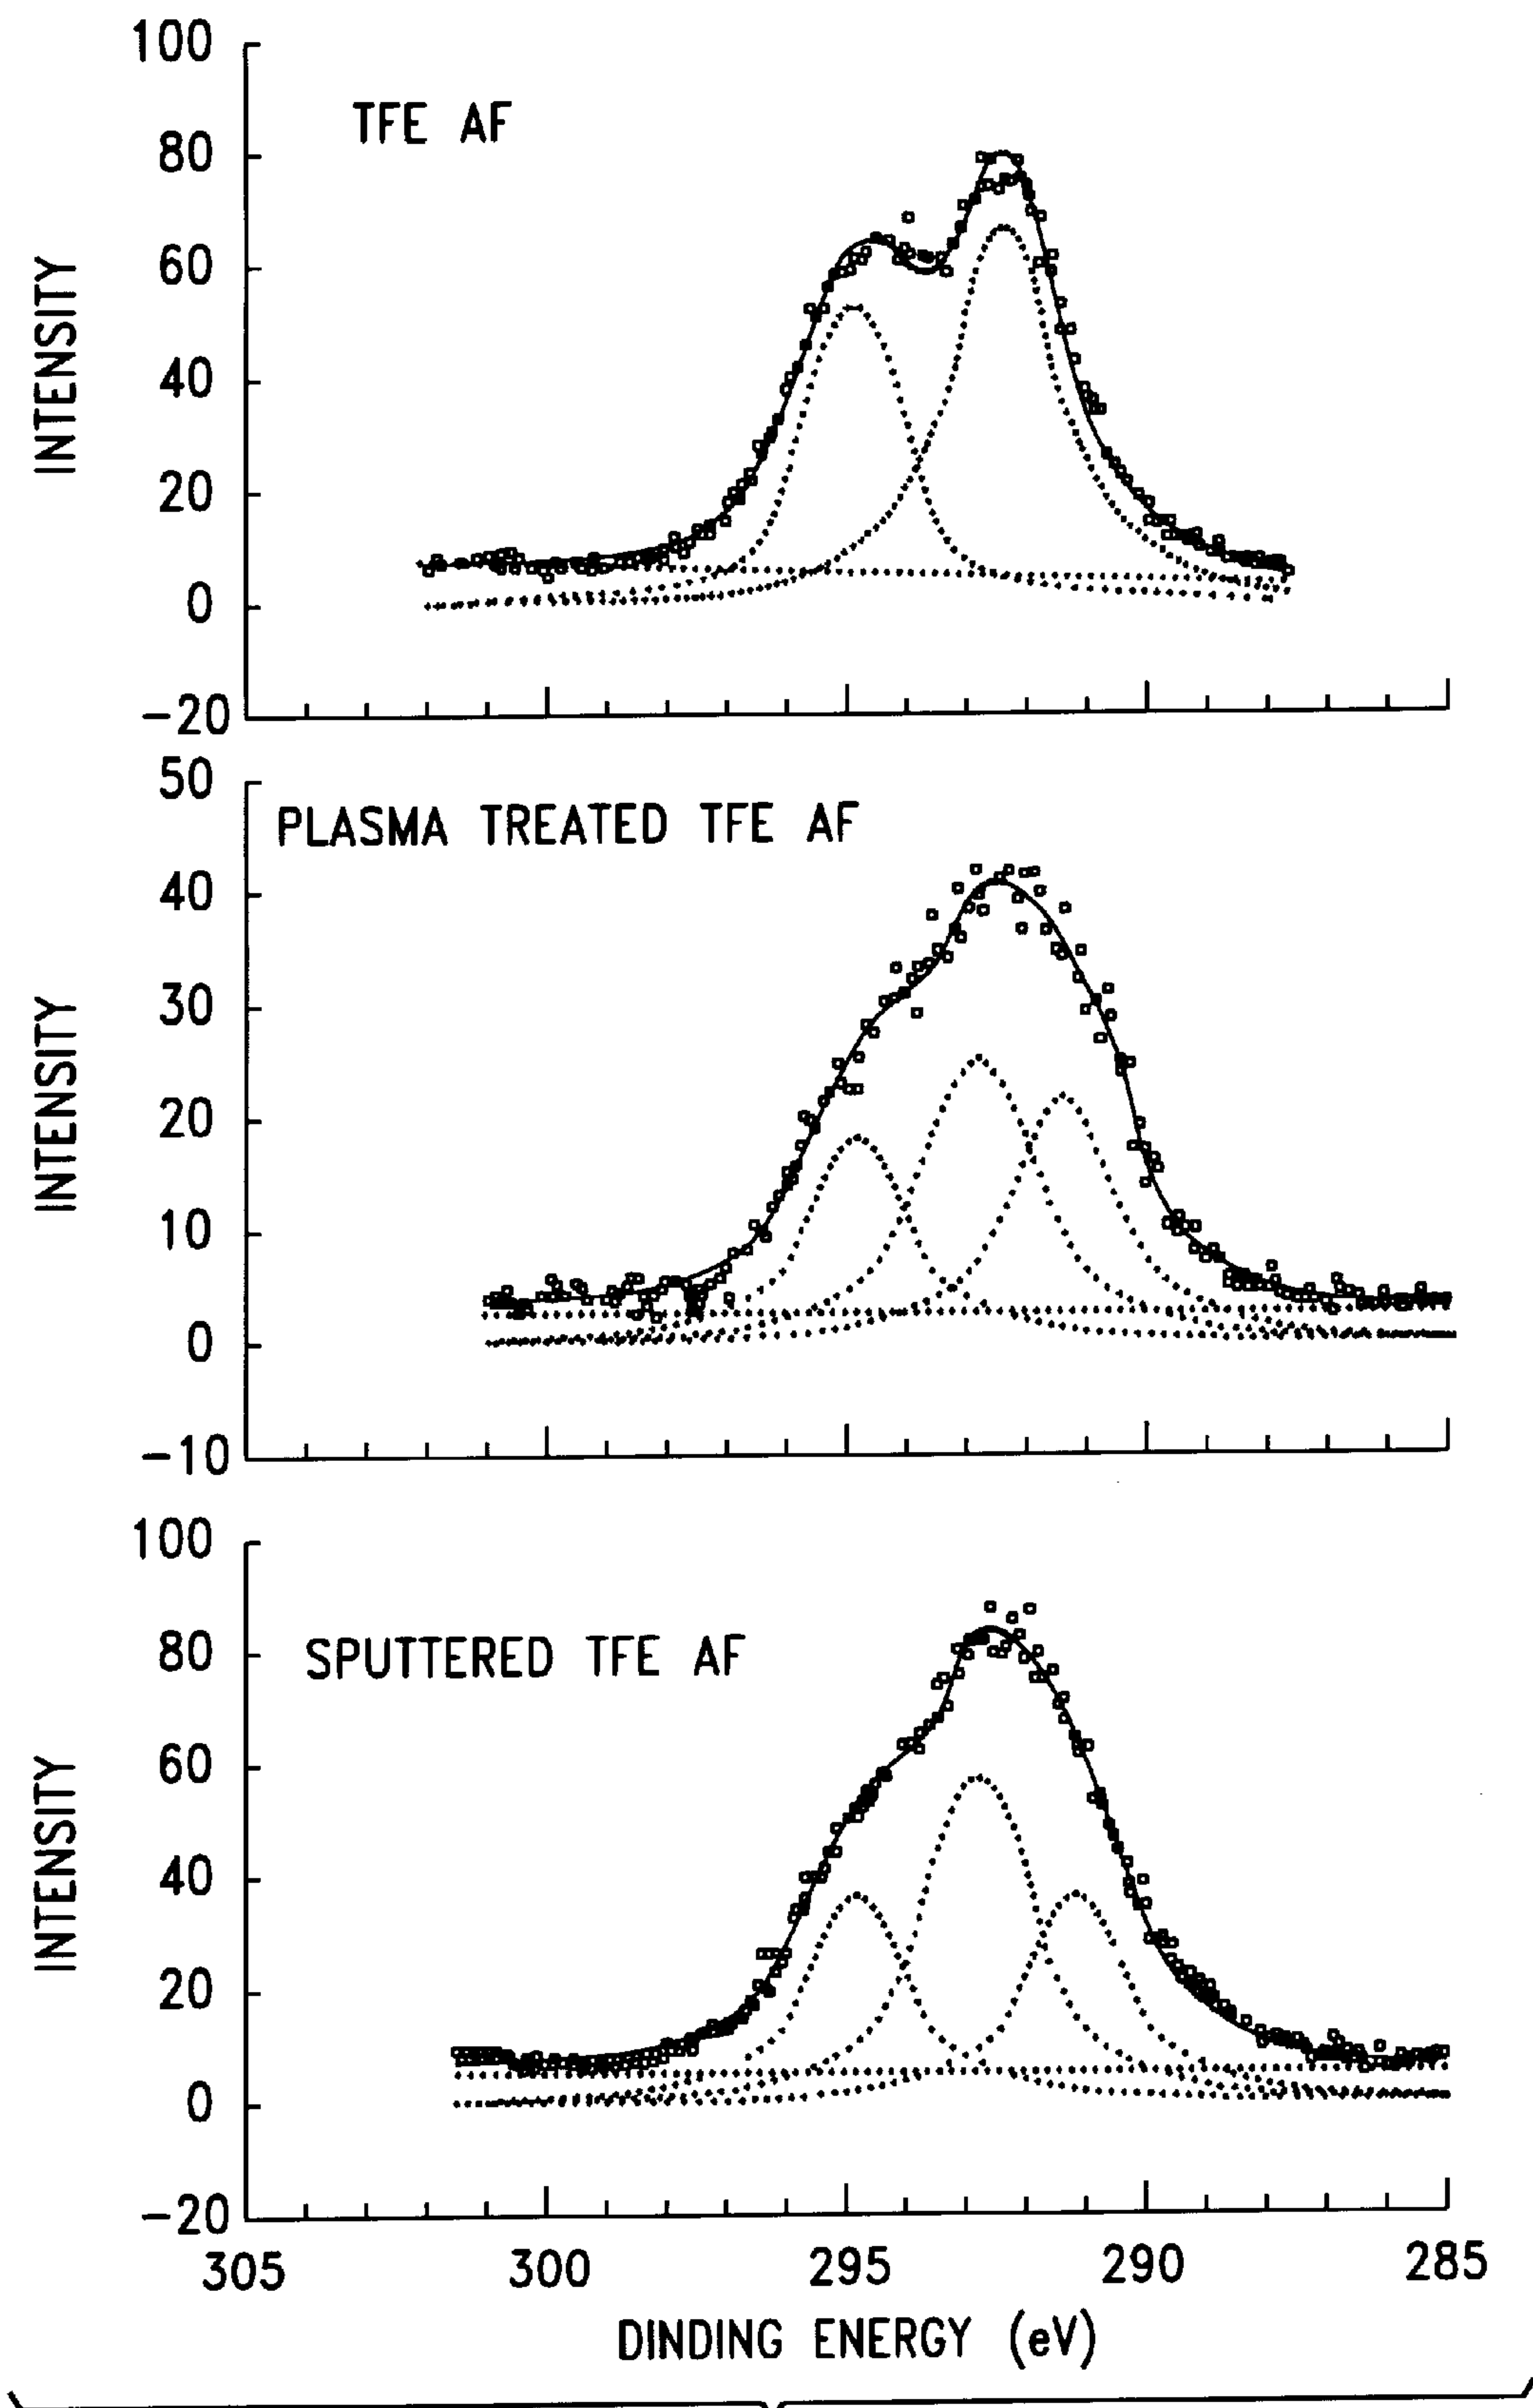 100
TFE AF
80
60
40
20
0
-20
INTENSITY
50
PLASMA TREATED TFE AF
40
30
20
10
0
-10
INTENSITY
100
SPUTTERED TFE AF
80
60
40
20
0
-20
INTENSITY
305 300 295 290 285
DINDING ENERGY (eV)